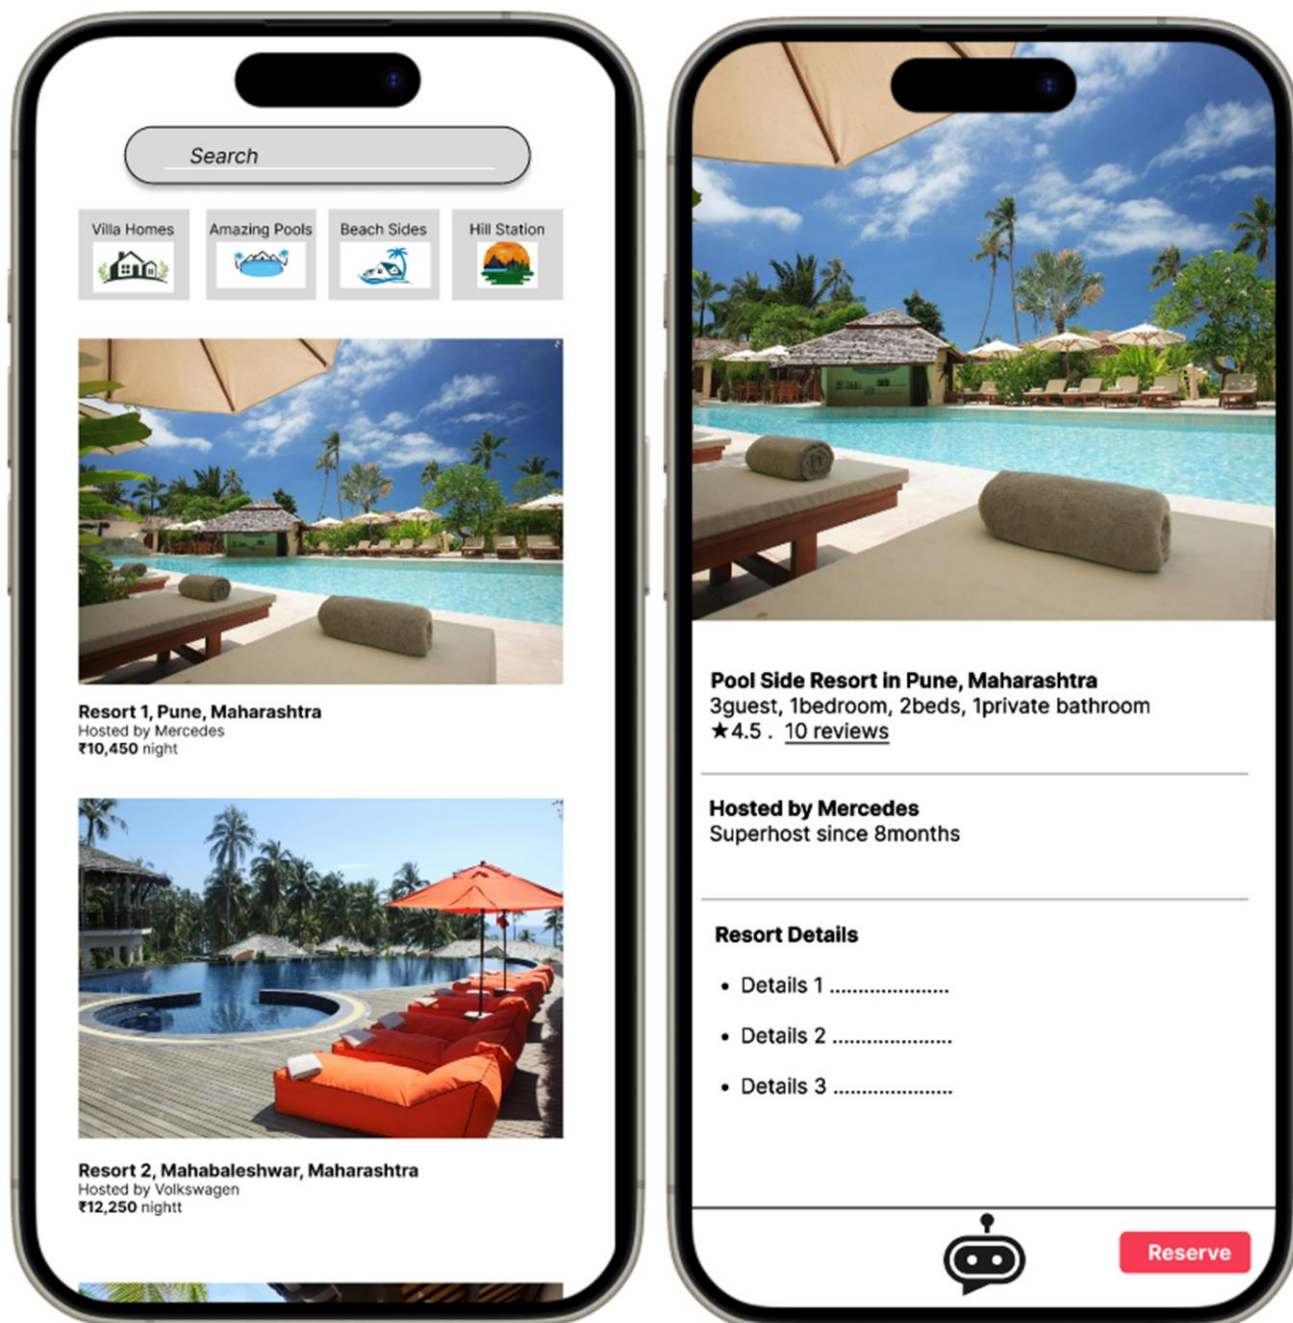 Search
Villa Homes
Amazing Pools
Beach Sides
Hill Station
Resort 1, Pune, Maharashtra
Hosted by Mercedes
₹10,450 night
Resort 2, Mahabaleshwar, Maharashtra
Hosted by Volkswagen
₹12,250 nightt
Pool Side Resort in Pune, Maharashtra
3guest, 1bedroom, 2beds, 1private bathroom
★4.5 . 10 reviews
Hosted by Mercedes
Superhost since 8months
Resort Details
• Details 1 .....................
• Details 2 .....................
• Details 3 .....................
Reserve